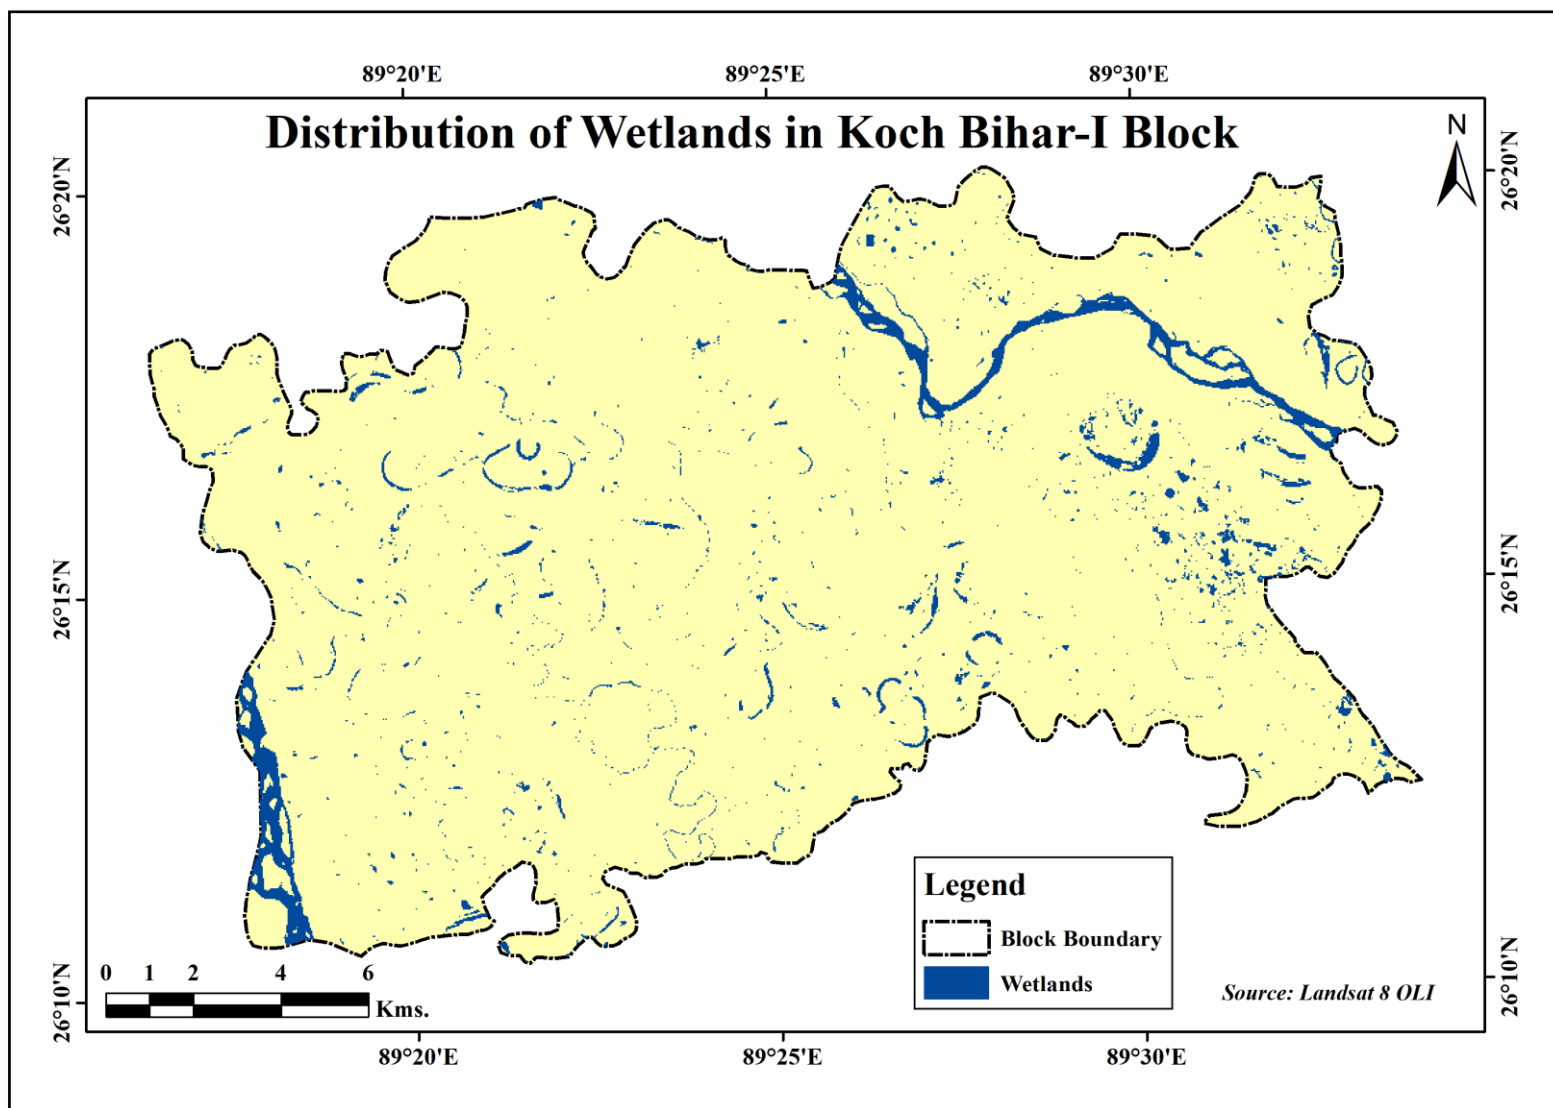 89°20'E 89°25'E 89°30'E
Distribution of Wetlands in Koch Bihar-I Block
N
26°20'N
26°20'N
26°15'N
26°15'N
26°10'N
26°10'N
Legend
Block Boundary
Wetlands
Source: Landsat 8 OLI
0 1 2 4 6
Kms.
89°20'E 89°25'E 89°30'E